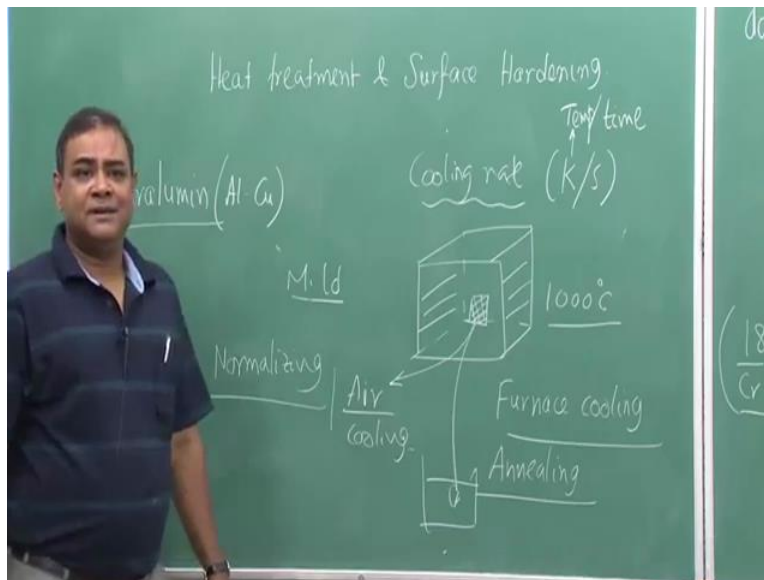 Heat treatment & Surface Hardening
Temp/time
Cooling rate (K/s)
ralumin (Al-Cu)
M.ld
1000°C
Normalizing
Air
cooling
Furnace cooling
Annealing
18
Cr